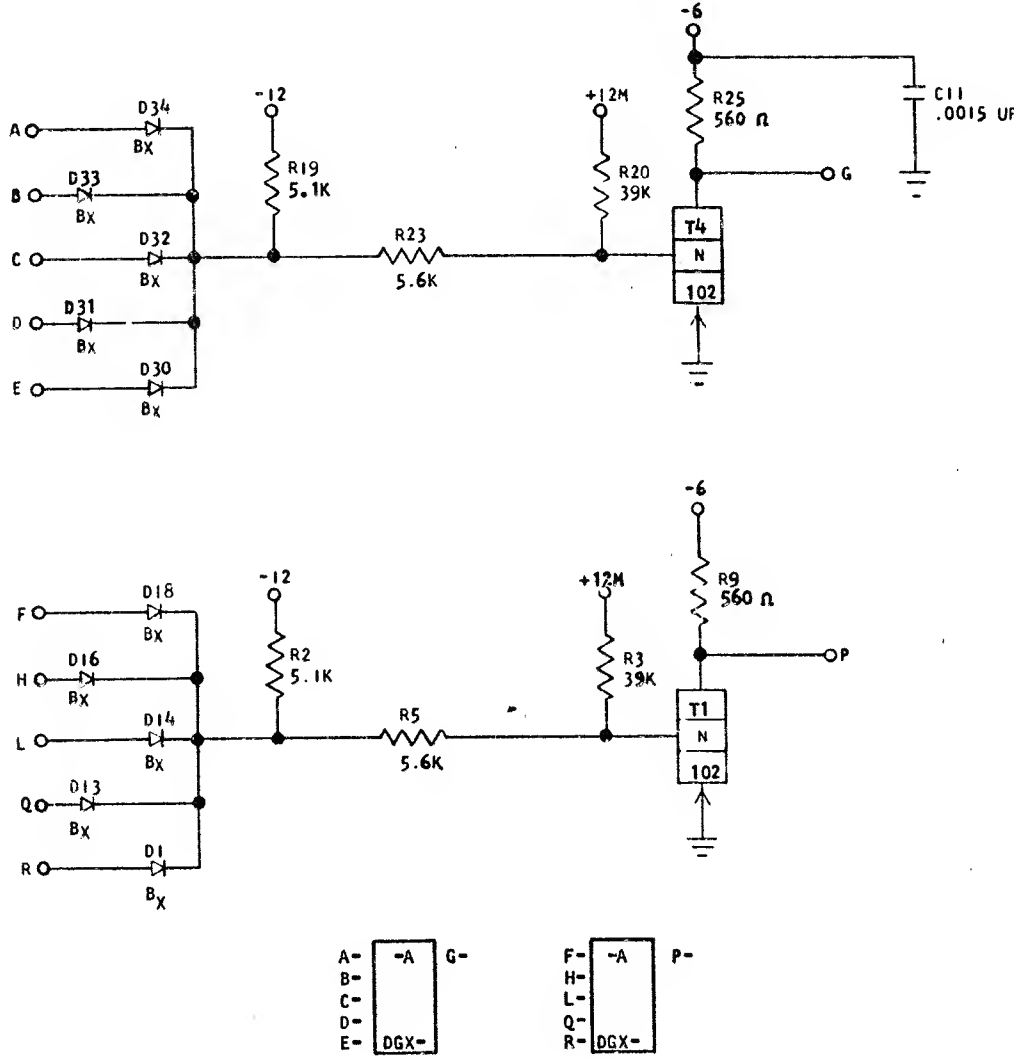 -6
D34
A
BX
-12
+12M
R25
560 Ω
C11
.0015 UF
D33
B
BX
R19
5.1K
R20
39K
G
D32
C
BX
R23
5.6K
T4
N
102
D31
D
BX
D30
E
BX
-6
D18
F
BX
-12
+12M
R9
560 Ω
D16
H
BX
R2
5.1K
R3
39K
P
D14
L
BX
R5
5.6K
T1
N
102
D13
Q
BX
D1
R
BX
A- -A G-
B-
C-
D-
E- DGX-
F- -A P-
H-
L-
Q-
R- DGX-